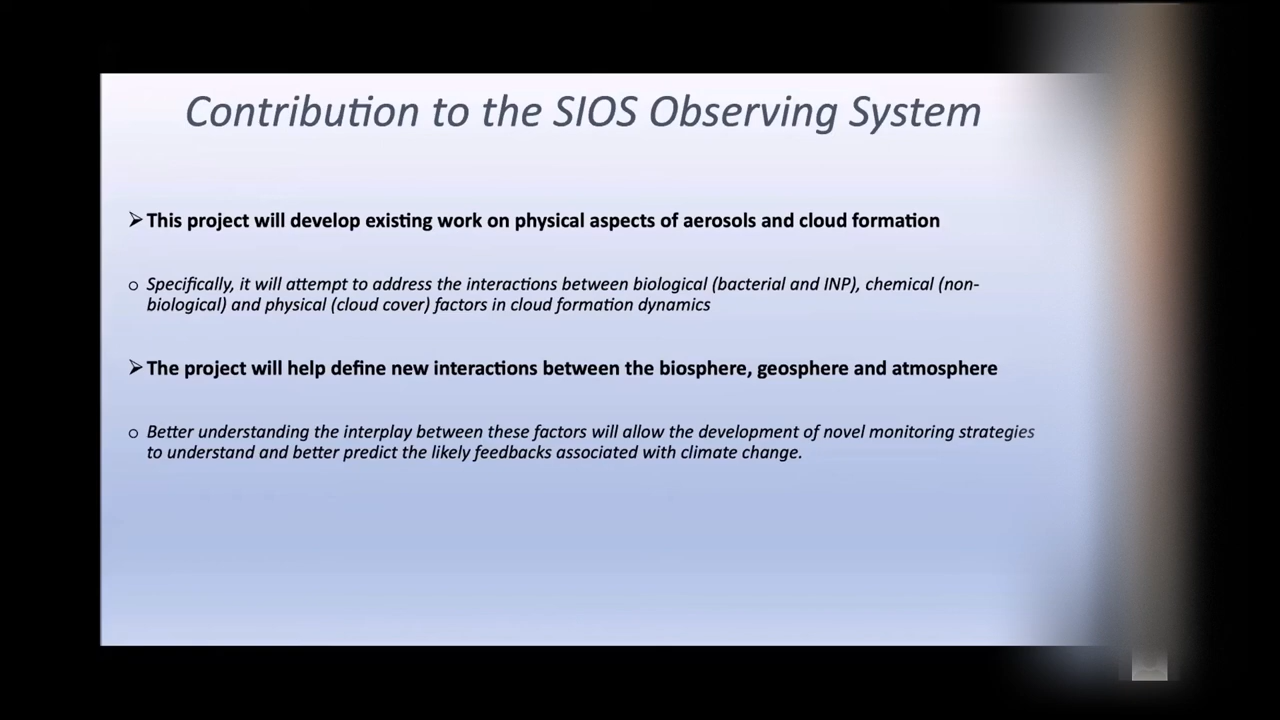 Contribution to the SIOS Observing System
➢This project will develop existing work on physical aspects of aerosols and cloud formation
o Specifically, it will attempt to address the interactions between biological (bacterial and INP), chemical (non-
biological) and physical (cloud cover) factors in cloud formation dynamics
➢The project will help define new interactions between the biosphere, geosphere and atmosphere
o Better understanding the interplay between these factors will allow the development of novel monitoring strategies
to understand and better predict the likely feedbacks associated with climate change.